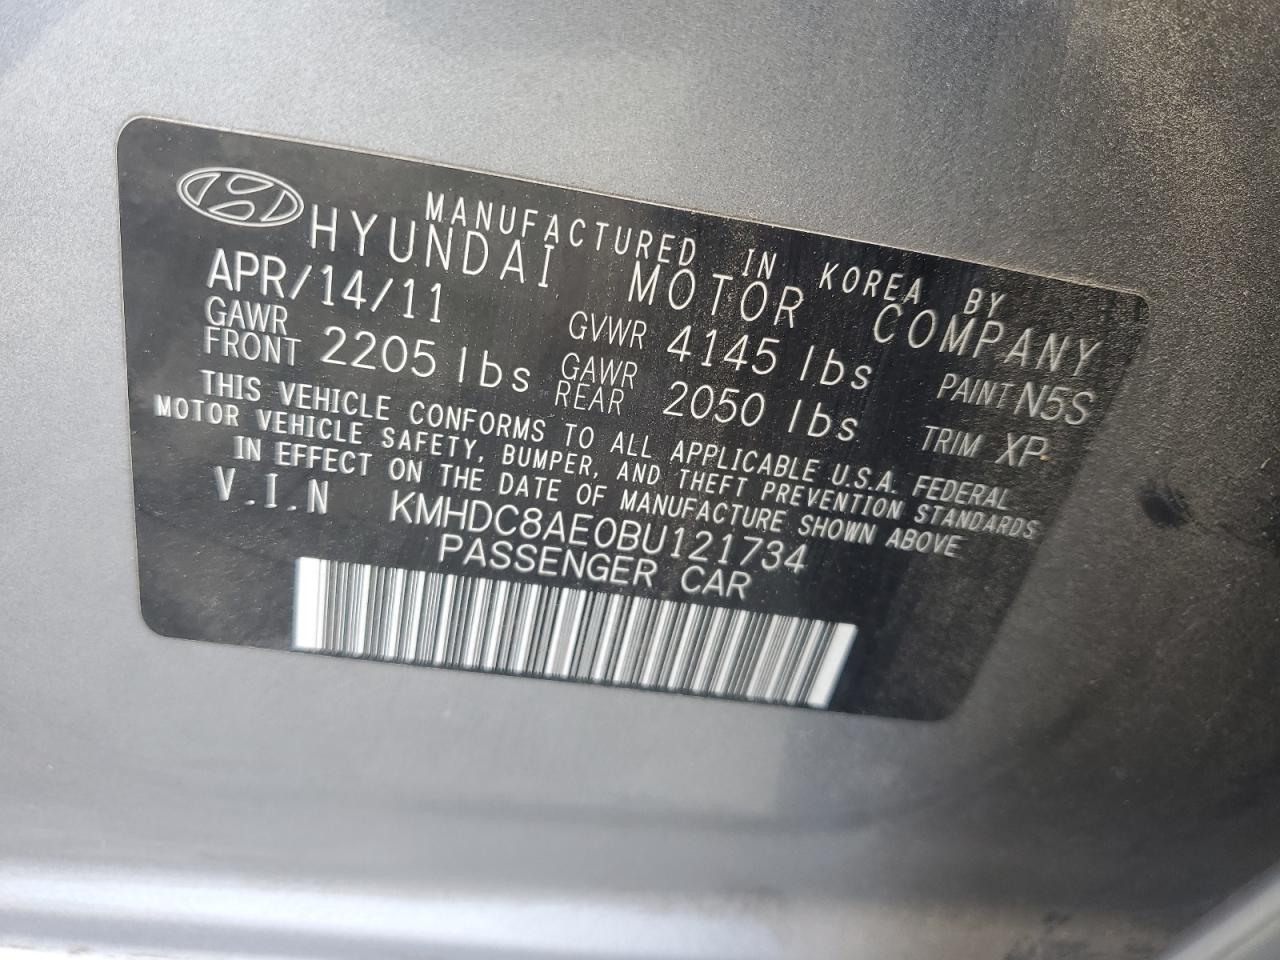 MANUFACTURED IN KOREA BY
HYUNDAI MOTOR COMPANY
APR/14/11 GVWR 4145 lbs PAINT N5S
GAWR FRONT 2205 lbs GAWR REAR 2050 lbs TRIM XP
THIS VEHICLE CONFORMS TO ALL APPLICABLE U.S.A. FEDERAL
MOTOR VEHICLE SAFETY, BUMPER, AND THEFT PREVENTION STANDARDS
IN EFFECT ON THE DATE OF MANUFACTURE SHOWN ABOVE
V.I.N KMHDC8AE0BU121734
PASSENGER CAR